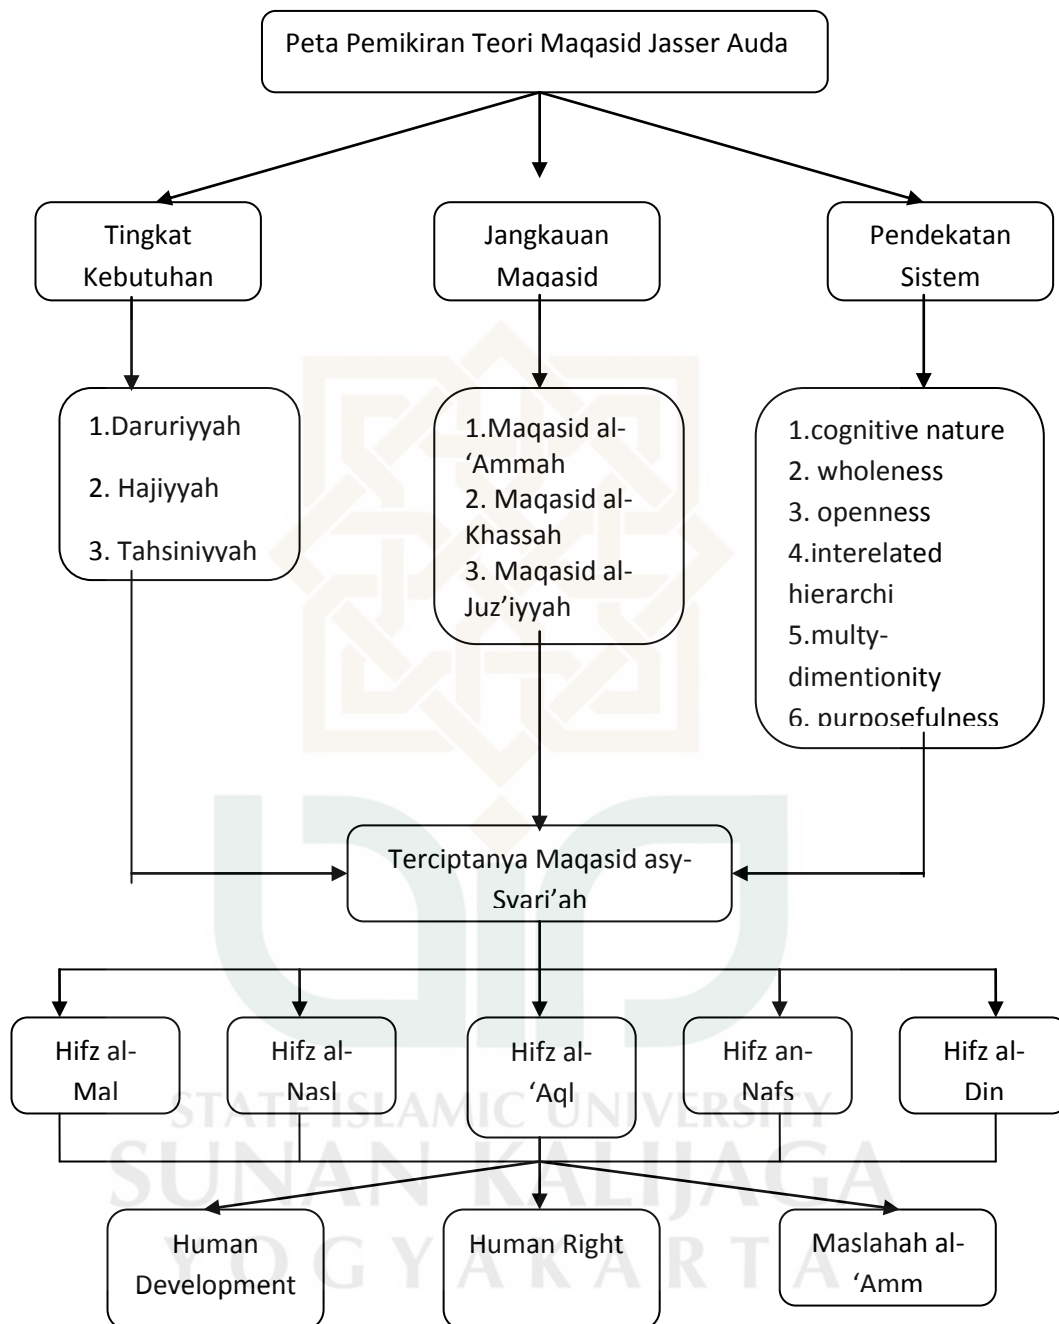 Peta Pemikiran Teori Maqasid Jasser Auda
Tingkat
Kebutuhan
Jangkauan
Maqasid
Pendekatan
Sistem
1.Daruriyyah
2. Hajiyyah
3. Tahsiniyyah
1.Maqasid al-
‘Ammah
2. Maqasid al-
Khassah
3. Maqasid al-
Juz’iyyah
1.cognitive nature
2. wholeness
3. openness
4.interelated
hierarchi
5.multy-
dimentionity
6. purposefulness
Terciptanya Maqasid asy-
Syari’ah
Hifz al-
Mal
Hifz al-
Nasl
Hifz al-
‘Aql
Hifz an-
Nafs
Hifz al-
Din
STATE ISLAMIC UNIVERSITY
SUNAN KALIJAGA
YOGYAKARTA
Human
Development
Human Right
Maslahah al-
‘Amm